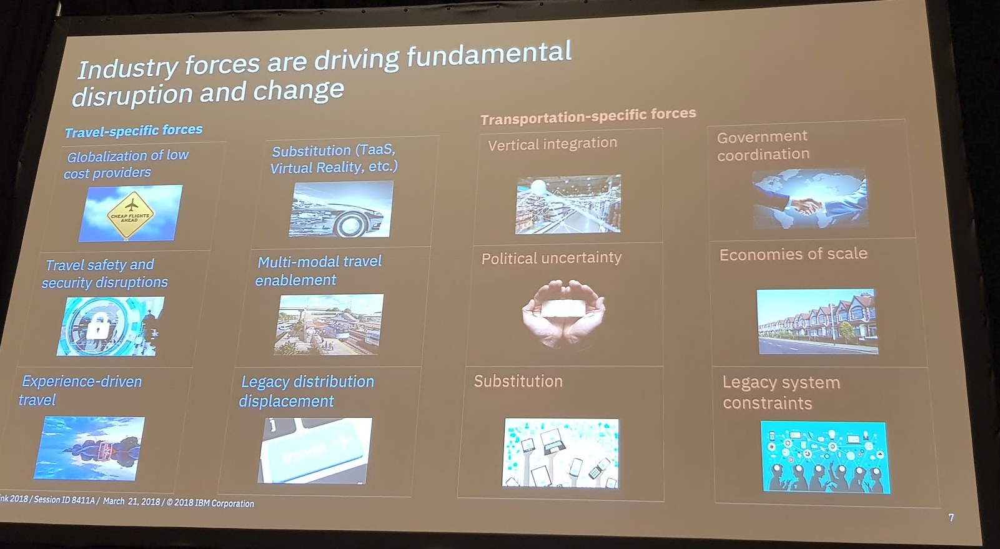 Industry forces are driving fundamental
disruption and change
Travel-specific forces
Globalization of low
cost providers
CHEAP FLIGHTS
AHEAD
Substitution (TaaS,
Virtual Reality, etc.)
Travel safety and
security disruptions
Multi-modal travel
enablement
Experience-driven
travel
Legacy distribution
displacement
Transportation-specific forces
Vertical integration
Government
coordination
Political uncertainty
Economies of scale
Substitution
Legacy system
constraints
2018 / Session ID 8411A / March 21, 2018 / © 2018 IBM Corporation
7